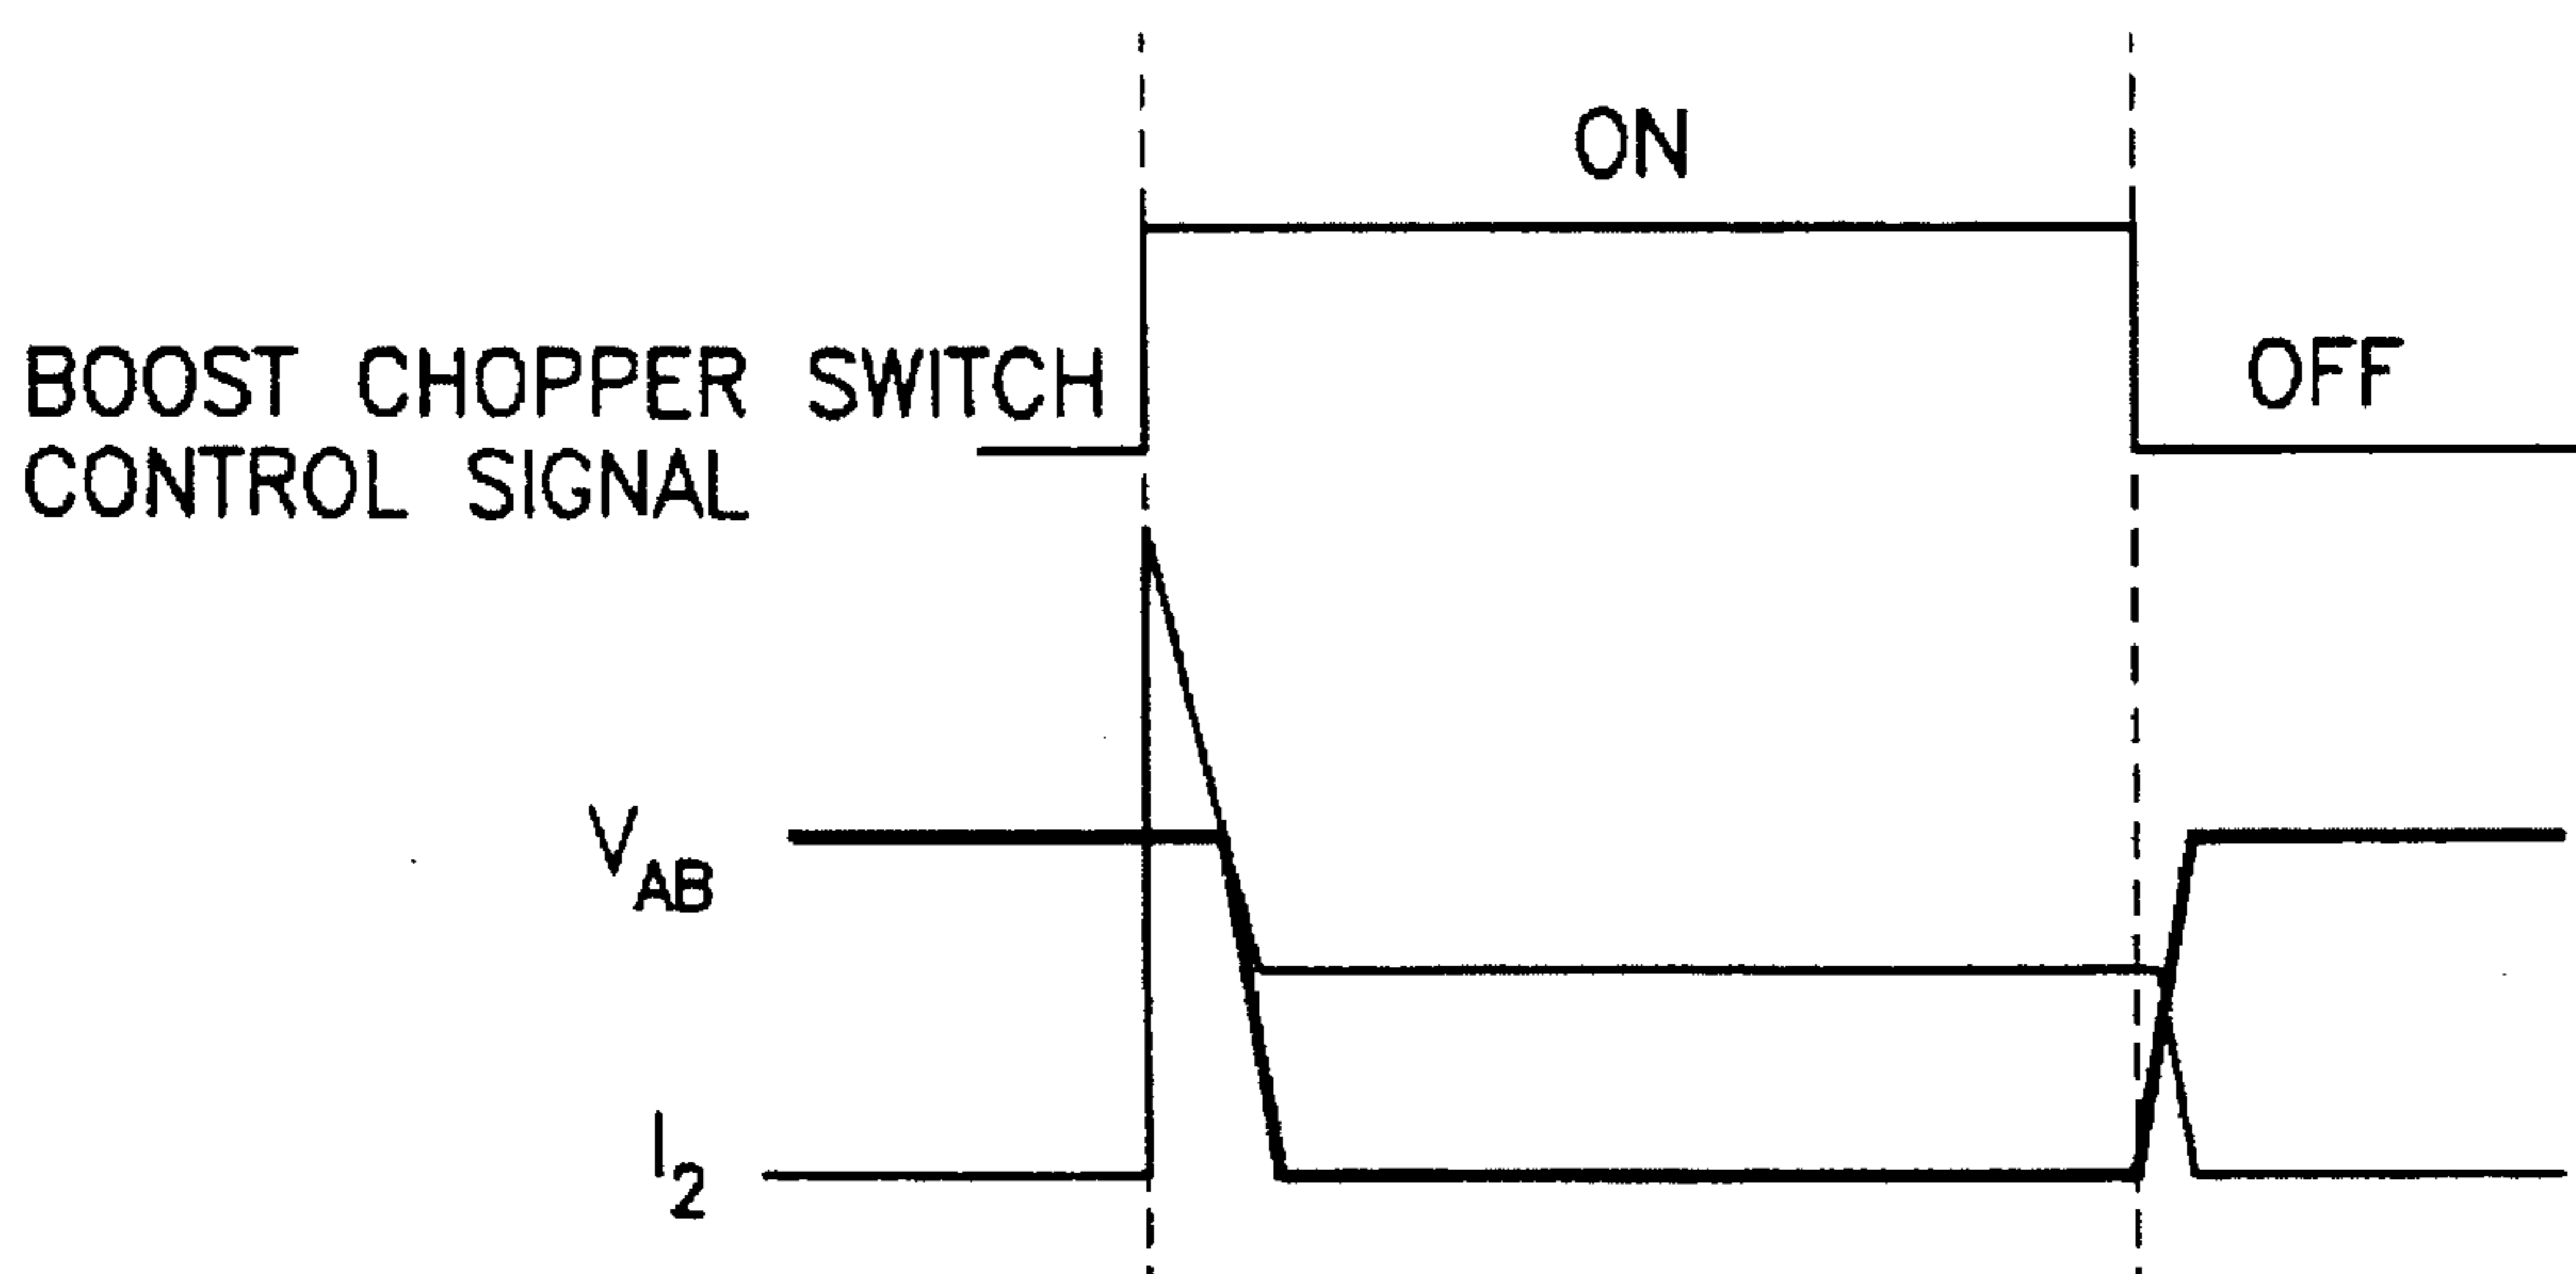 ON
BOOST CHOPPER SWITCH
CONTROL SIGNAL
OFF
V_AB
I_2